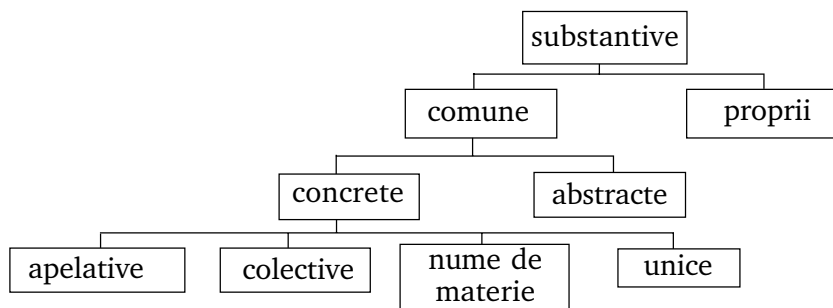 substantive
comune
proprii
concrete
abstracte
apelative
colective
nume de
materie
unice